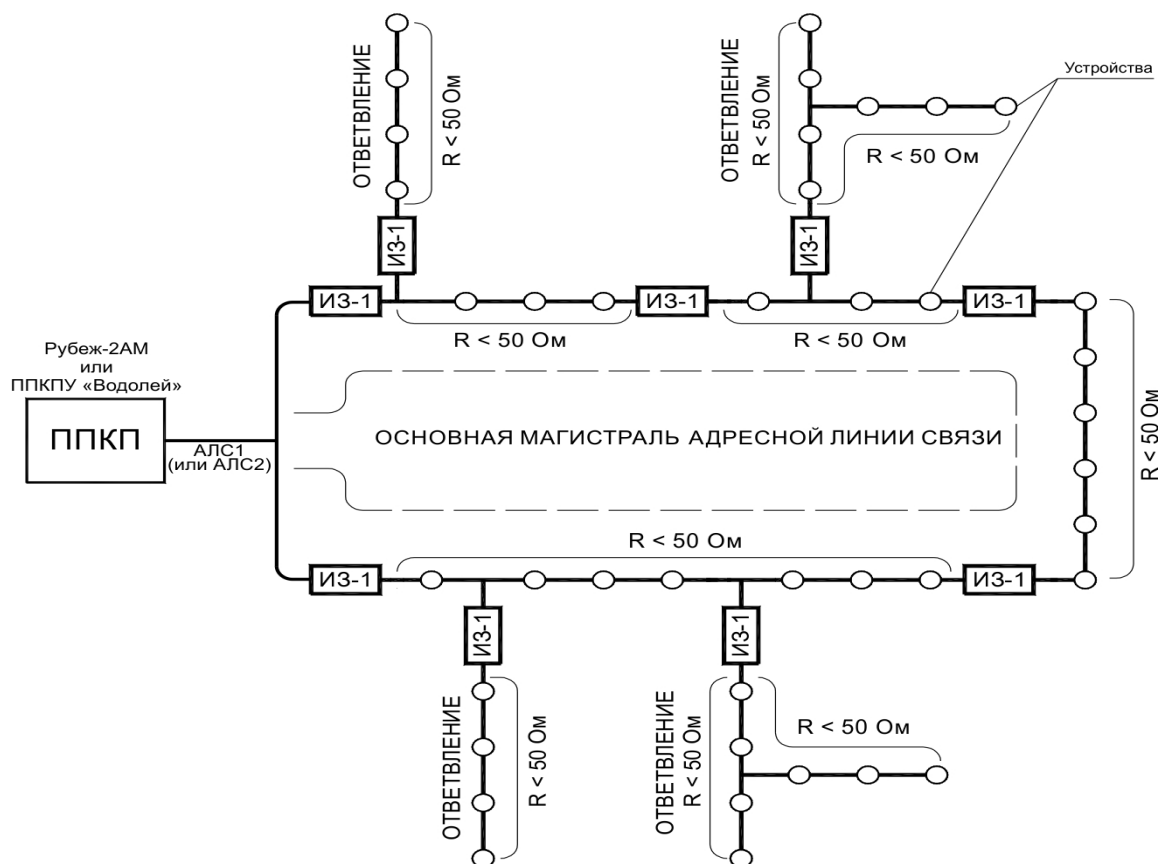 ОТВЕТВЛЕНИЕ
R < 50 Ом
ОТВЕТВЛЕНИЕ
R < 50 Ом
R < 50 Ом
Устройства
ИЗ-1
ИЗ-1
ИЗ-1
ИЗ-1
ИЗ-1
R < 50 Ом
R < 50 Ом
R < 50 Ом
Рубеж-2АМ
или
ППКПУ «Водолей»
ППКП
АЛС1
(или АЛС2)
ОСНОВНАЯ МАГИСТРАЛЬ АДРЕСНОЙ ЛИНИИ СВЯЗИ
R < 50 Ом
ИЗ-1
ИЗ-1
ИЗ-1
ИЗ-1
ОТВЕТВЛЕНИЕ
R < 50 Ом
ОТВЕТВЛЕНИЕ
R < 50 Ом
R < 50 Ом